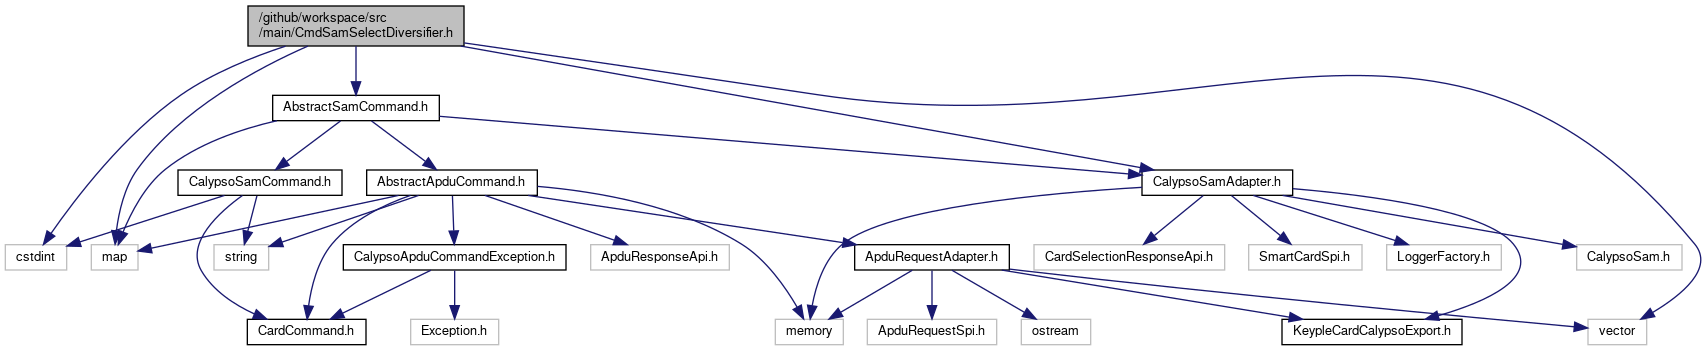 /github/workspace/src
/main/CmdSamSelectDiversifier.h
AbstractSamCommand.h
CalypsoSamCommand.h
AbstractApduCommand.h
CalypsoSamAdapter.h
cstdint
map
string
CalypsoApduCommandException.h
ApduResponseApi.h
ApduRequestAdapter.h
CardSelectionResponseApi.h
SmartCardSpi.h
LoggerFactory.h
CalypsoSam.h
CardCommand.h
Exception.h
memory
ApduRequestSpi.h
ostream
KeypleCardCalypsoExport.h
vector